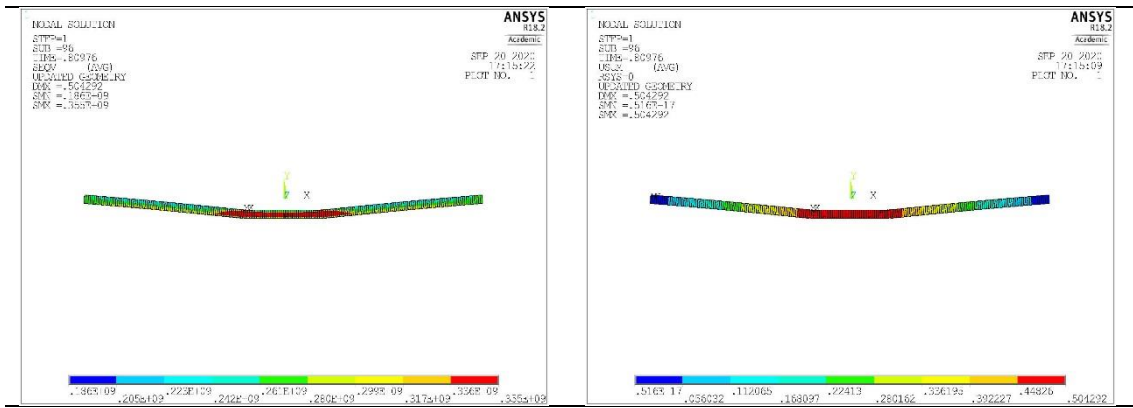 NODAL SOLUTION
STEP=1
SUB =96
TIME=.80976
SEQV (AVG)
UPDATED GEOMETRY
DMX =.504292
SMN =.186E+09
SMX =.355E+09
ANSYS
R18.2
Academic
SEP 20 2020
17:15:22
PLOT NO. 1
Y
Z X
MX
.186E+09 .223E+09 .261E+09 .299E+09 .336E+09
.205E+09 .242E+09 .280E+09 .317E+09 .355E+09
NODAL SOLUTION
STEP=1
SUB =96
TIME=.80976
USUM (AVG)
RSYS=0
UPDATED GEOMETRY
DMX =.504292
SMN =.516E-17
SMX =.504292
ANSYS
R18.2
Academic
SEP 20 2020
17:15:09
PLOT NO. 1
Y
Z X
MX
.516E-17 .112065 .22413 .336195 .44826
.056032 .168097 .280162 .392227 .504292